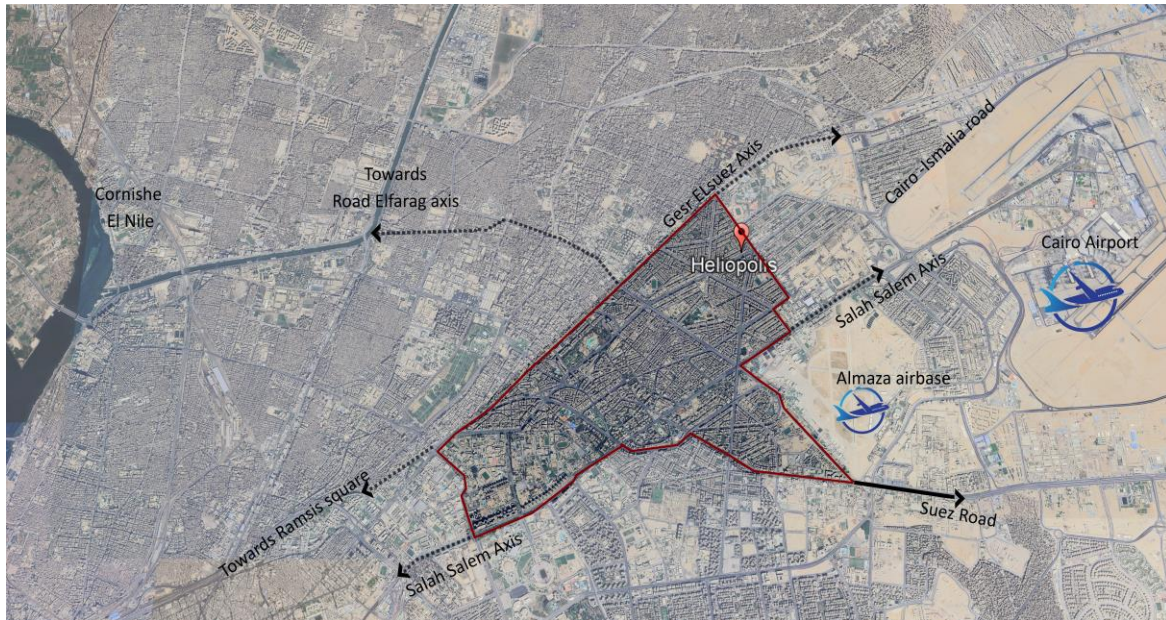 Cornishe
El Nile
Towards
Road Elfarag axis
Gesr ELsuez Axis
Cairo -Ismalia road
Heliopolis
Cairo Airport
Salah Salem Axis
Almaza airbase
Towards Ramsis square
Salah Salem Axis
Suez Road